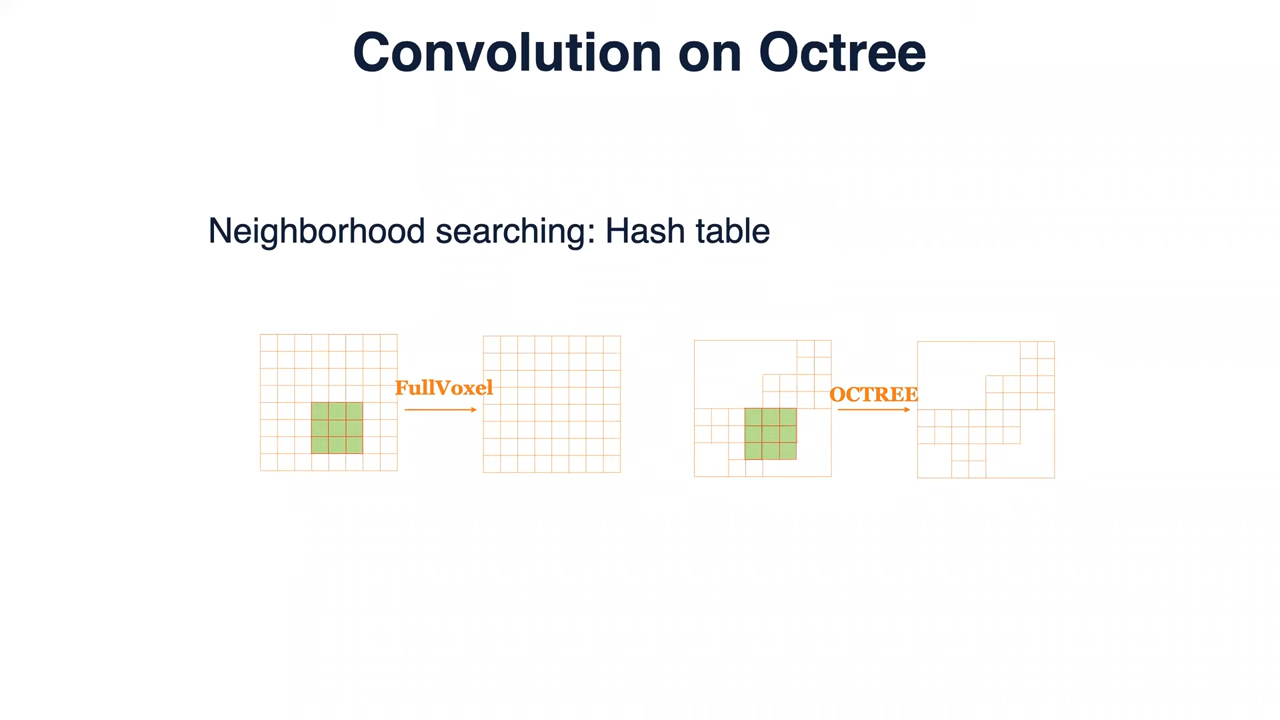 Convolution on Octree
Neighborhood searching: Hash table
FullVoxel
OCTREE